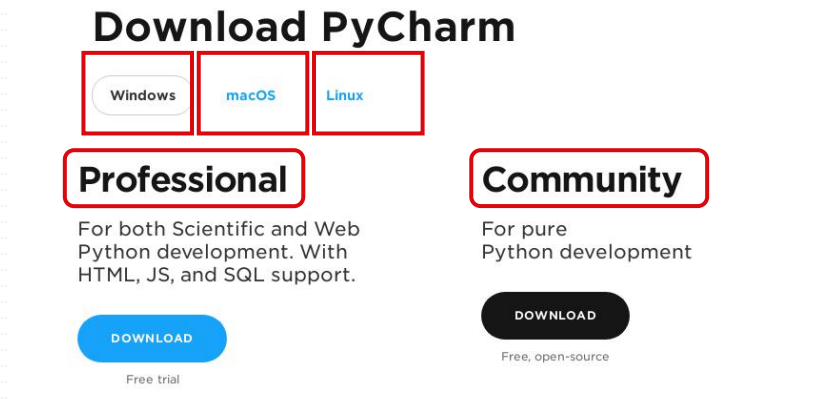 Download PyCharm
Windows macOS Linux
Professional
For both Scientific and Web
Python development. With
HTML, JS, and SQL support.
DOWNLOAD
Free trial
Community
For pure
Python development
DOWNLOAD
Free, open-source